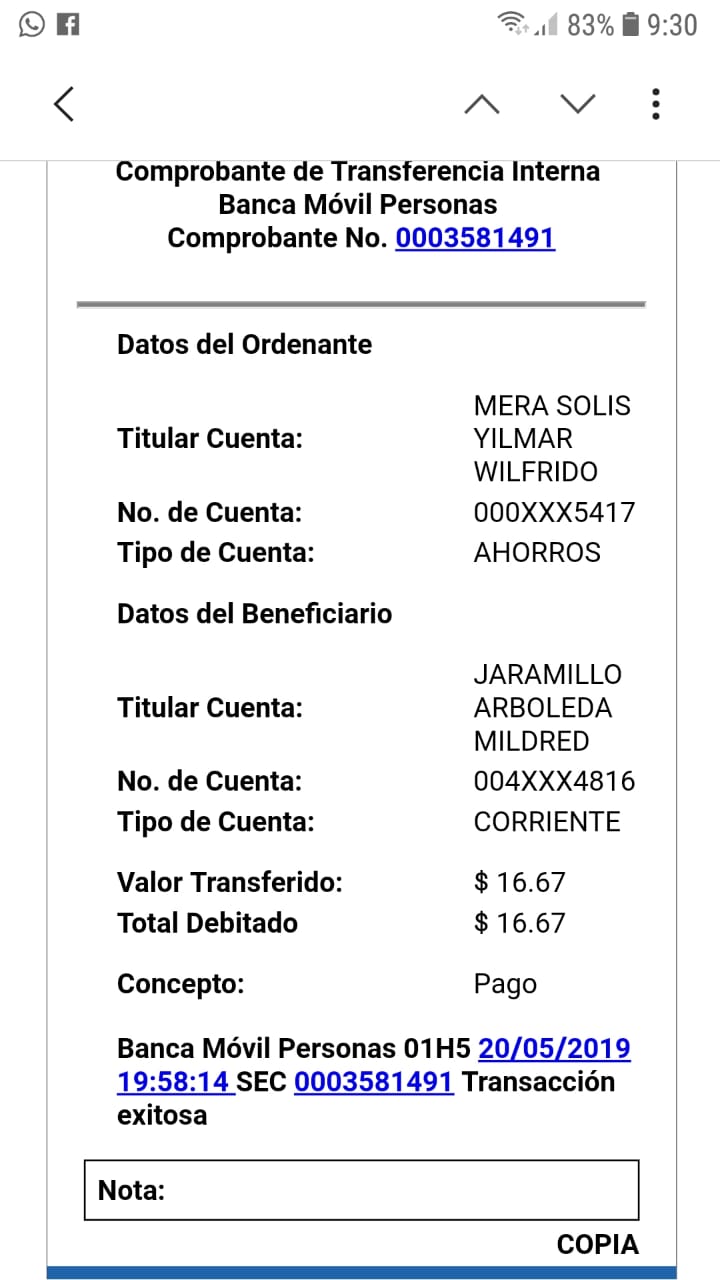 83% 9:30
Comprobante de Transferencia Interna
Banca Móvil Personas
Comprobante No. 0003581491
Datos del Ordenante
Titular Cuenta: MERA SOLIS
YILMAR
WILFRIDO
No. de Cuenta: 000XXX5417
Tipo de Cuenta: AHORROS
Datos del Beneficiario
Titular Cuenta: JARAMILLO
ARBOLEDA
MILDRED
No. de Cuenta: 004XXX4816
Tipo de Cuenta: CORRIENTE
Valor Transferido: $ 16.67
Total Debitado $ 16.67
Concepto: Pago
Banca Móvil Personas 01H5 20/05/2019
19:58:14 SEC 0003581491 Transacción
exitosa
Nota:
COPIA